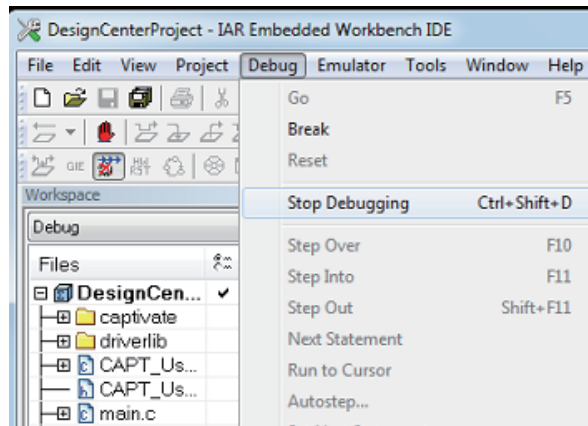 DesignCenterProject - IAR Embedded Workbench IDE
File Edit View Project Debug Emulator Tools Window Help
Go F5
Break
Reset
GIE
Workspace
Stop Debugging Ctrl+Shift+D
Debug
Step Over F10
Files
Step Into F11
DesignCen...
Step Out Shift+F11
captivate
driverlib
Next Statement
CAPT_Us...
Run to Cursor
CAPT_Us...
Autostep...
main.c